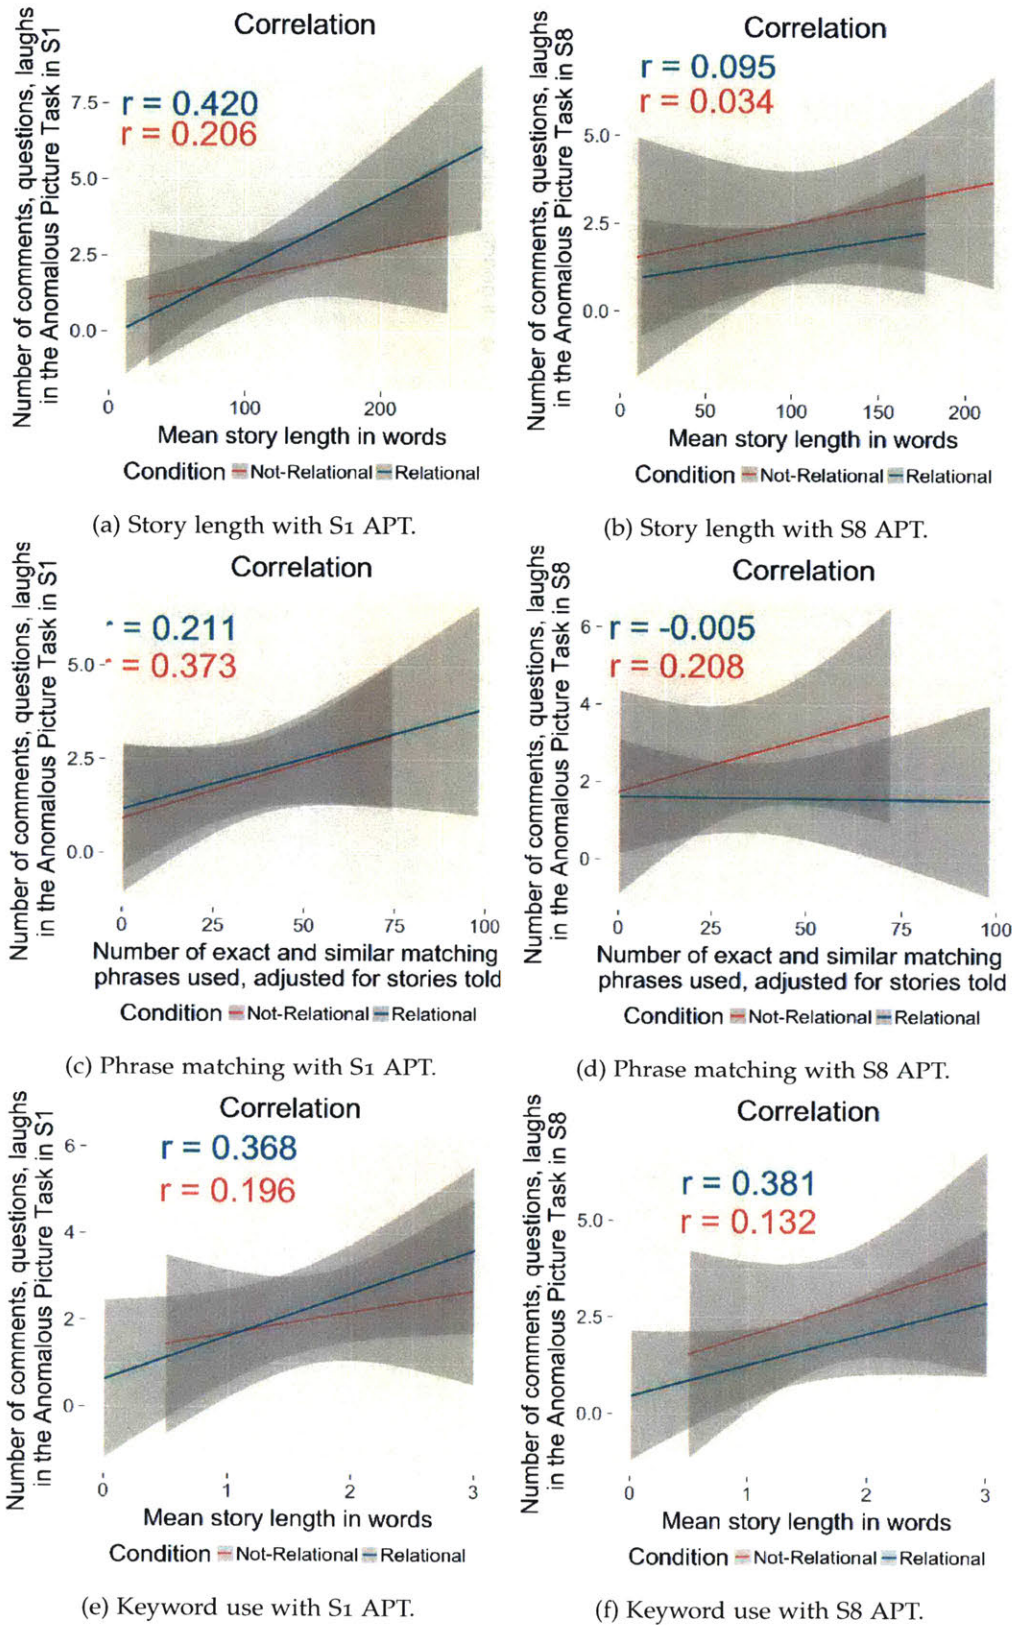 Correlation
Number of comments, questions, laughs
in the Anomalous Picture Task in S1
r = 0.420
r = 0.206
7.5
5.0
2.5
0.0
0 100 200
Mean story length in words
Condition Not-Relational Relational
(a) Story length with S1 APT.
Correlation
Number of comments, questions, laughs
in the Anomalous Picture Task in S8
r = 0.095
r = 0.034
5.0
2.5
0.0
0 50 100 150 200
Mean story length in words
Condition Not-Relational Relational
(b) Story length with S8 APT.
Correlation
Number of comments, questions, laughs
in the Anomalous Picture Task in S1
= 0.211
= 0.373
5.0
2.5
0.0
0 25 50 75 100
Number of exact and similar matching
phrases used, adjusted for stories told
Condition Not-Relational Relational
(c) Phrase matching with S1 APT.
Correlation
Number of comments, questions, laughs
in the Anomalous Picture Task in S8
r = -0.005
r = 0.208
6
4
2
0
0 25 50 75 100
Number of exact and similar matching
phrases used, adjusted for stories told
Condition Not-Relational Relational
(d) Phrase matching with S8 APT.
Correlation
Number of comments, questions, laughs
in the Anomalous Picture Task in S1
r = 0.368
r = 0.196
6
4
2
0
0 1 2 3
Mean story length in words
Condition Not-Relational Relational
(e) Keyword use with S1 APT.
Correlation
Number of comments, questions, laughs
in the Anomalous Picture Task in S8
r = 0.381
r = 0.132
5.0
2.5
0.0
0 1 2 3
Mean story length in words
Condition Not-Relational Relational
(f) Keyword use with S8 APT.